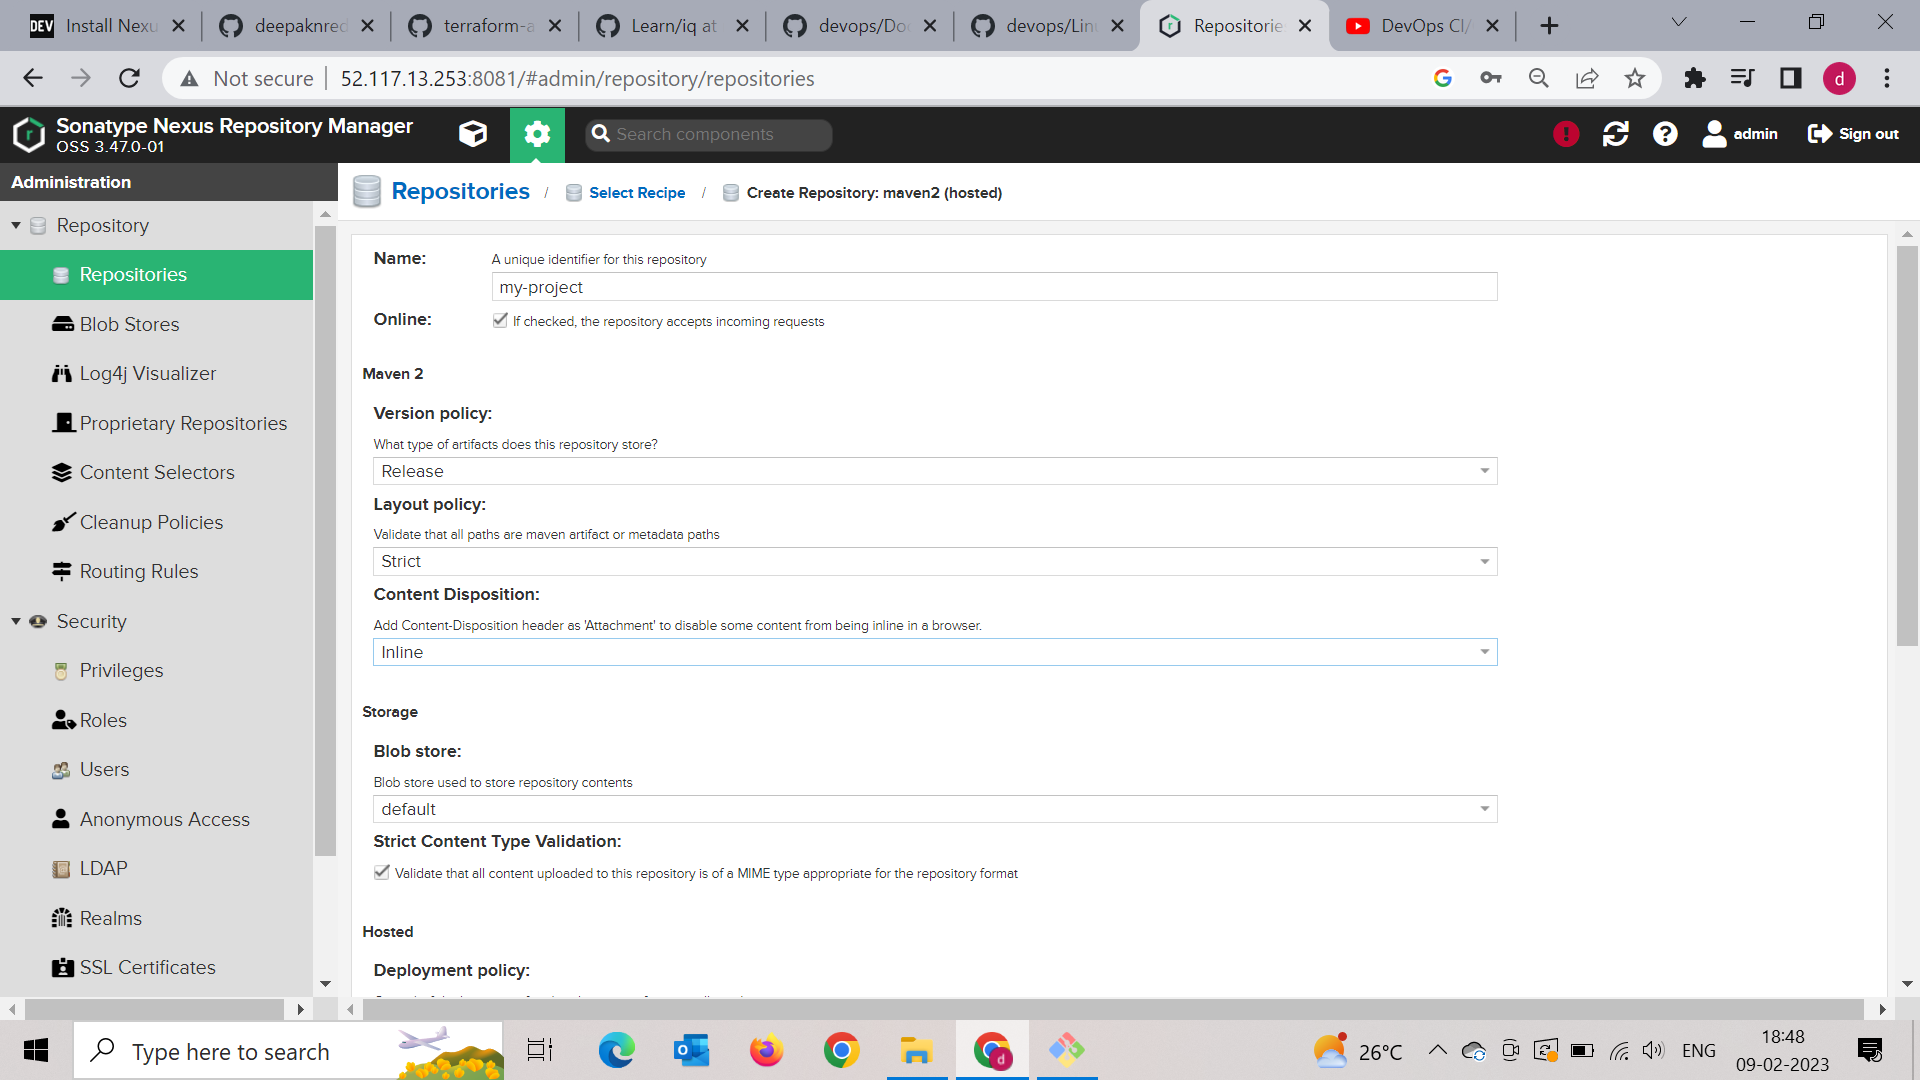 DEV Install Nexu
deepaknred
terraform-a
Learn/iq at
devops/Do
devops/Lin
Repositorie
DevOps CI/
Not secure
52.117.13.253:8081/#admin/repository/repositories
d
Sonatype Nexus Repository Manager
OSS 3.47.0-01
Search components
admin
Sign out
Administration
Repository
Repositories
Blob Stores
Log4j Visualizer
Proprietary Repositories
Content Selectors
Cleanup Policies
Routing Rules
Security
Privileges
Roles
Users
Anonymous Access
LDAP
Realms
SSL Certificates
Repositories / Select Recipe / Create Repository: maven2 (hosted)
Name: A unique identifier for this repository
my-project
Online: If checked, the repository accepts incoming requests
Maven 2
Version policy:
What type of artifacts does this repository store?
Release
Layout policy:
Validate that all paths are maven artifact or metadata paths
Strict
Content Disposition:
Add Content-Disposition header as 'Attachment' to disable some content from being inline in a browser.
Inline
Storage
Blob store:
Blob store used to store repository contents
default
Strict Content Type Validation:
Validate that all content uploaded to this repository is of a MIME type appropriate for the repository format
Hosted
Deployment policy:
Type here to search
d
26°C
ENG
18:48
09-02-2023